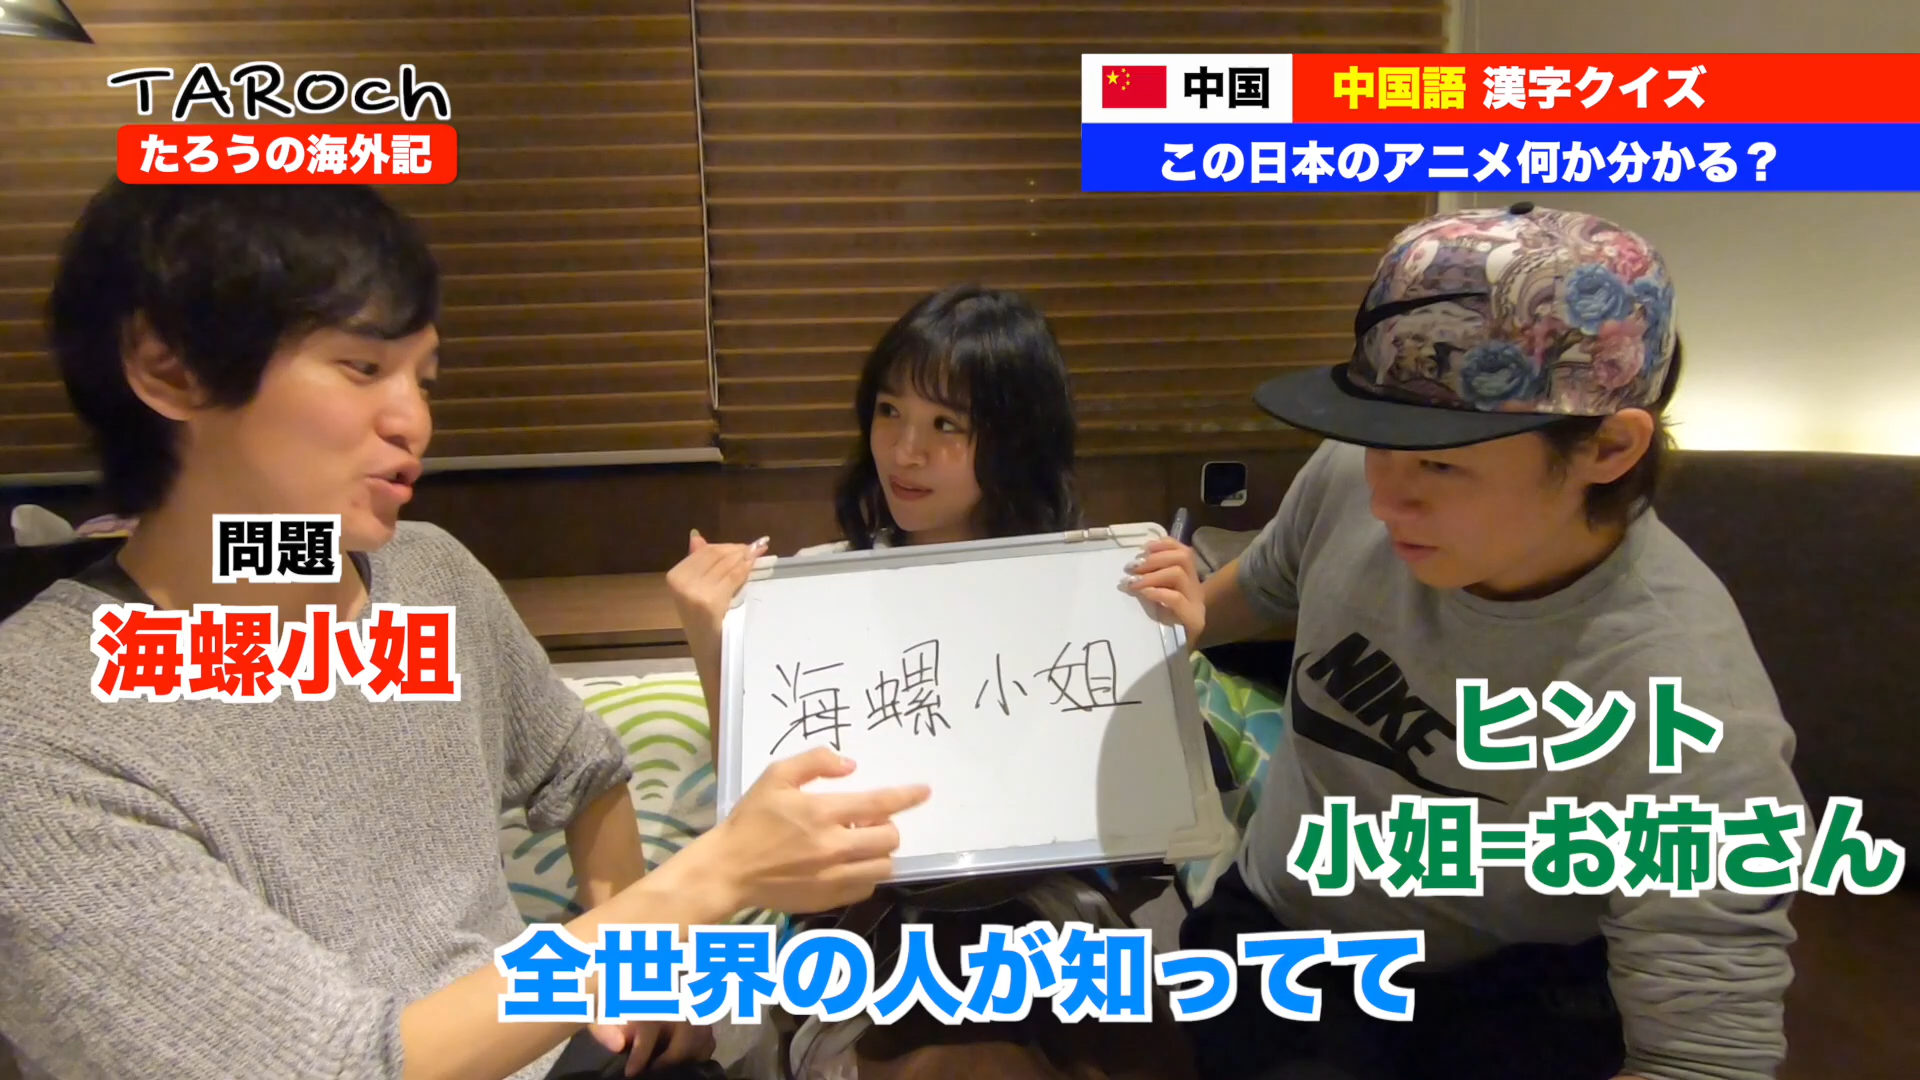 TAROch
たろうの海外記
中国
中国語 漢字クイズ
この日本のアニメ何か分かる？
問題
海螺小姐
海螺小姐
NIKE
ヒント
小姐=お姉さん
全世界の人が知ってて